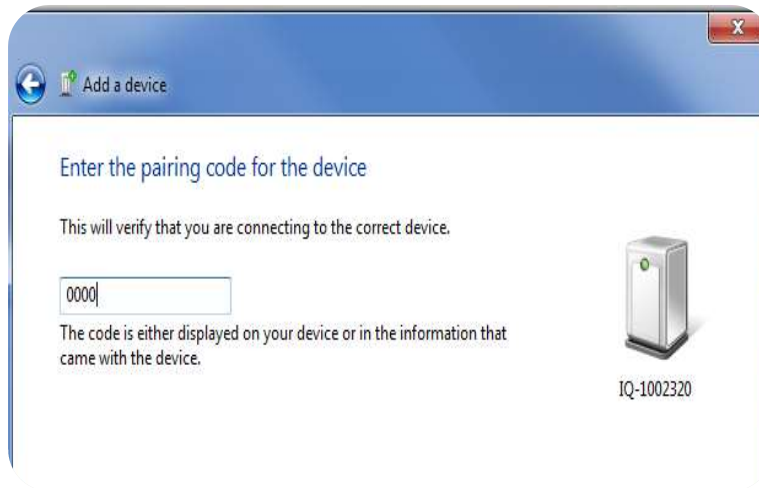 X
Add a device
Enter the pairing code for the device
This will verify that you are connecting to the correct device.
0000
The code is either displayed on your device or in the information that
came with the device.
IQ-1002320